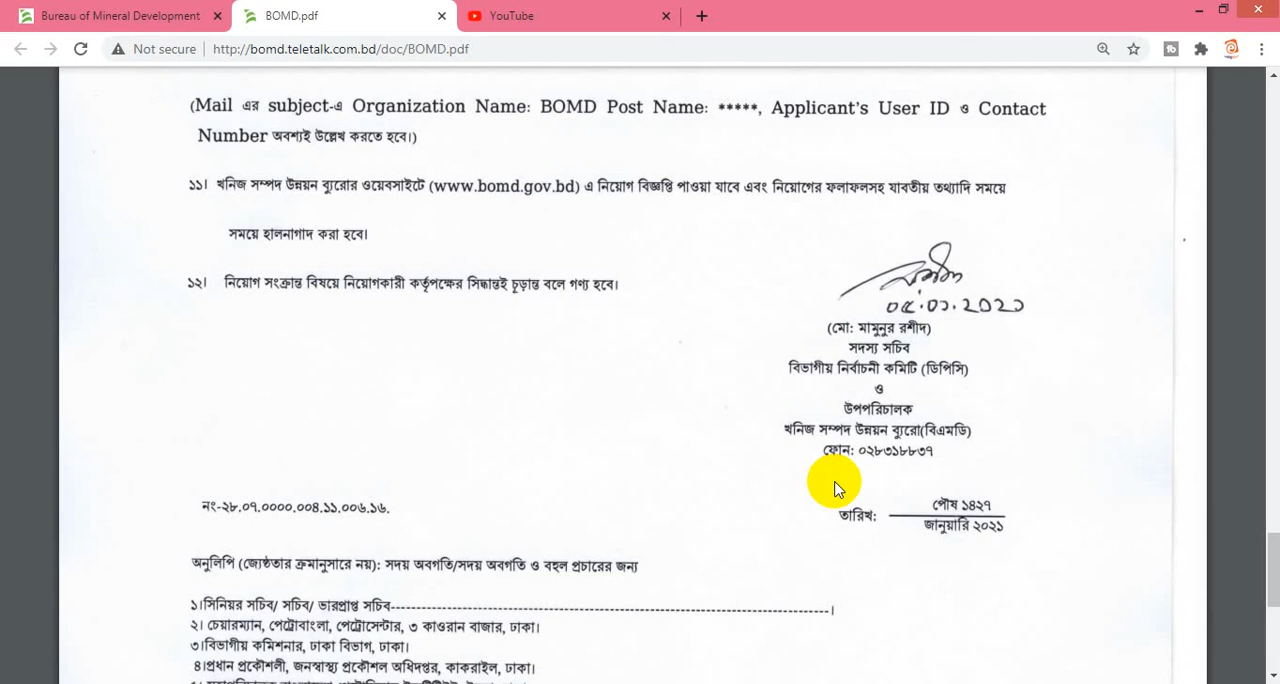 Bureau of Mineral Development
BOMD.pdf
YouTube
Not secure
http://bomd.teletalk.com.bd/doc/BOMD.pdf
(Mail এর subject-এ Organization Name: BOMD Post Name: *****, Applicant's User ID ও Contact
Number অবশ্যই উল্লেখ করতে হবে।)
১১। খনিজ সম্পদ উন্নয়ন ব্যুরোর ওয়েবসাইটে (www.bomd.gov.bd) এ নিয়োগ বিজ্ঞপ্তি পাওয়া যাবে এবং নিয়োগের ফলাফলসহ যাবতীয় তথ্যাদি সময়ে
সময়ে হালনাগাদ করা হবে।
১২। নিয়োগ সংক্রান্ত বিষয়ে নিয়োগকারী কর্তৃপক্ষের সিদ্ধান্তই চূড়ান্ত বলে গণ্য হবে।
০৫.০১.২০২১
(মো: মামুনুর রশীদ)
সদস্য সচিব
বিভাগীয় নির্বাচনী কমিটি (ডিপিসি)
ও
উপপরিচালক
খনিজ সম্পদ উন্নয়ন ব্যুরো(বিএমডি)
ফোন: ০২৮৩১৮৮৩৭
নং-২৮.০৭.০০০০.০০৪.১১.০০৬.১৬.
পৌষ ১৪২৭
তারিখ:
জানুয়ারি ২০২১
অনুলিপি (জ্যেষ্ঠতার ক্রমানুসারে নয়): সদয় অবগতি/সদয় অবগতি ও বহুল প্রচারের জন্য
১।সিনিয়র সচিব/ সচিব/ ভারপ্রাপ্ত সচিব------------------------------------------------------------।
২। চেয়ারম্যান, পেট্রোবাংলা, পেট্রোসেন্টার, ৩ কাওরান বাজার, ঢাকা।
৩।বিভাগীয় কমিশনার, ঢাকা বিভাগ, ঢাকা।
৪।প্রধান প্রকৌশলী, জনস্বাস্থ্য প্রকৌশল অধিদপ্তর, কাকরাইল, ঢাকা।